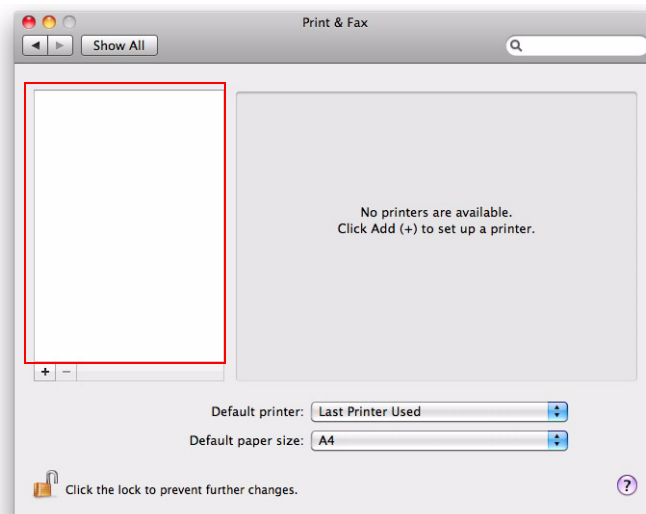 Print & Fax
Show All
No printers are available.
Click Add (+) to set up a printer.
+ −
Default printer: Last Printer Used
Default paper size: A4
Click the lock to prevent further changes.
?